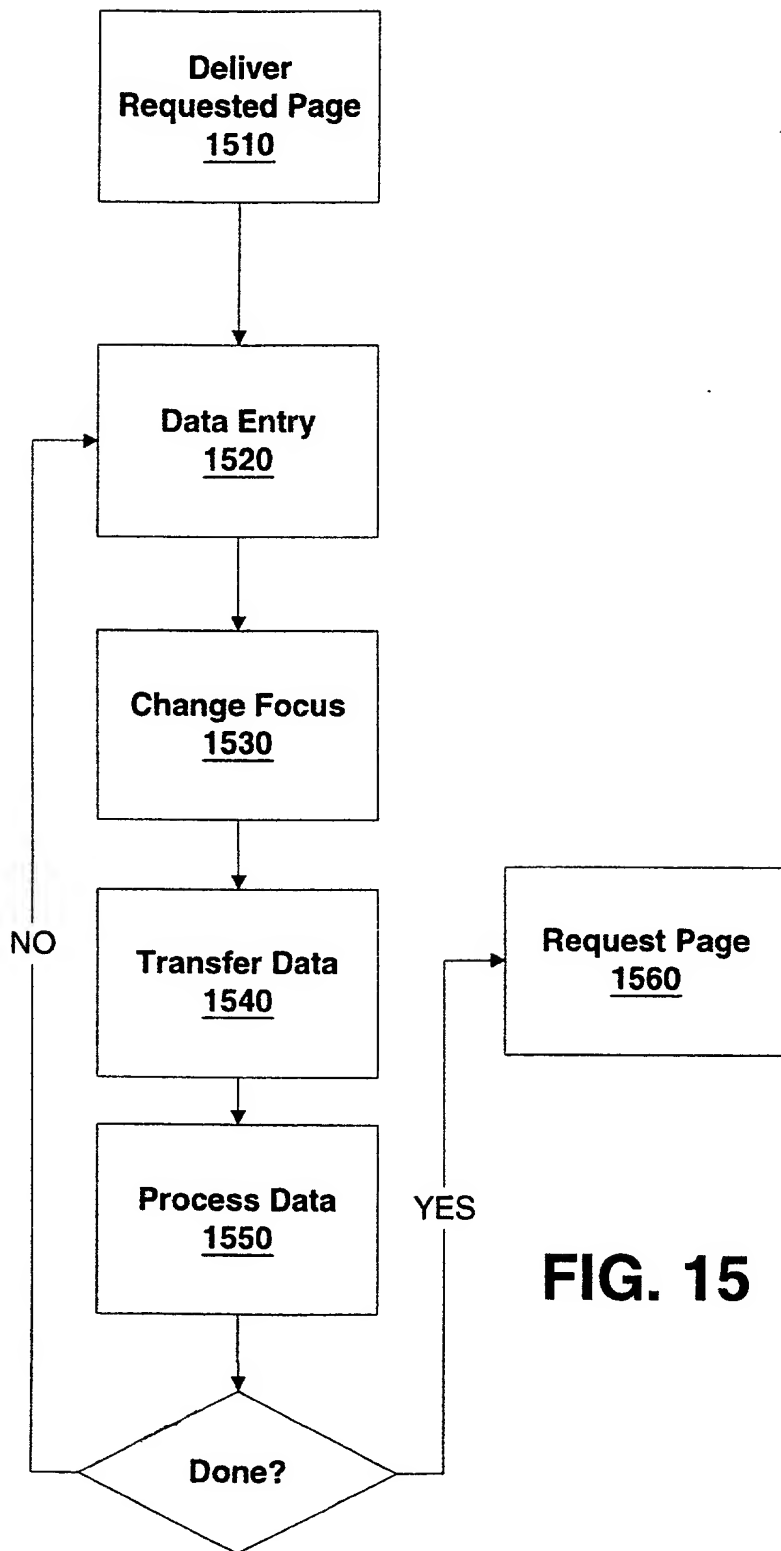 Deliver
Requested Page
1510
Data Entry
1520
Change Focus
1530
NO
Transfer Data
1540
Request Page
1560
Process Data
1550
YES
FIG. 15
Done?